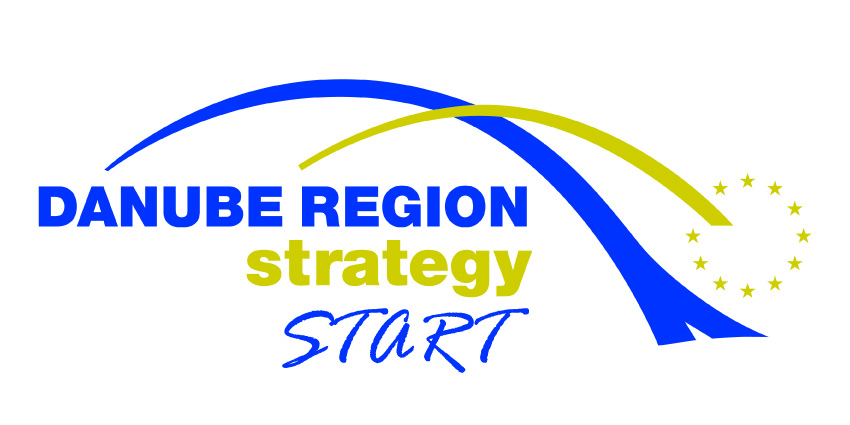 DANUBE REGION
strategy
START